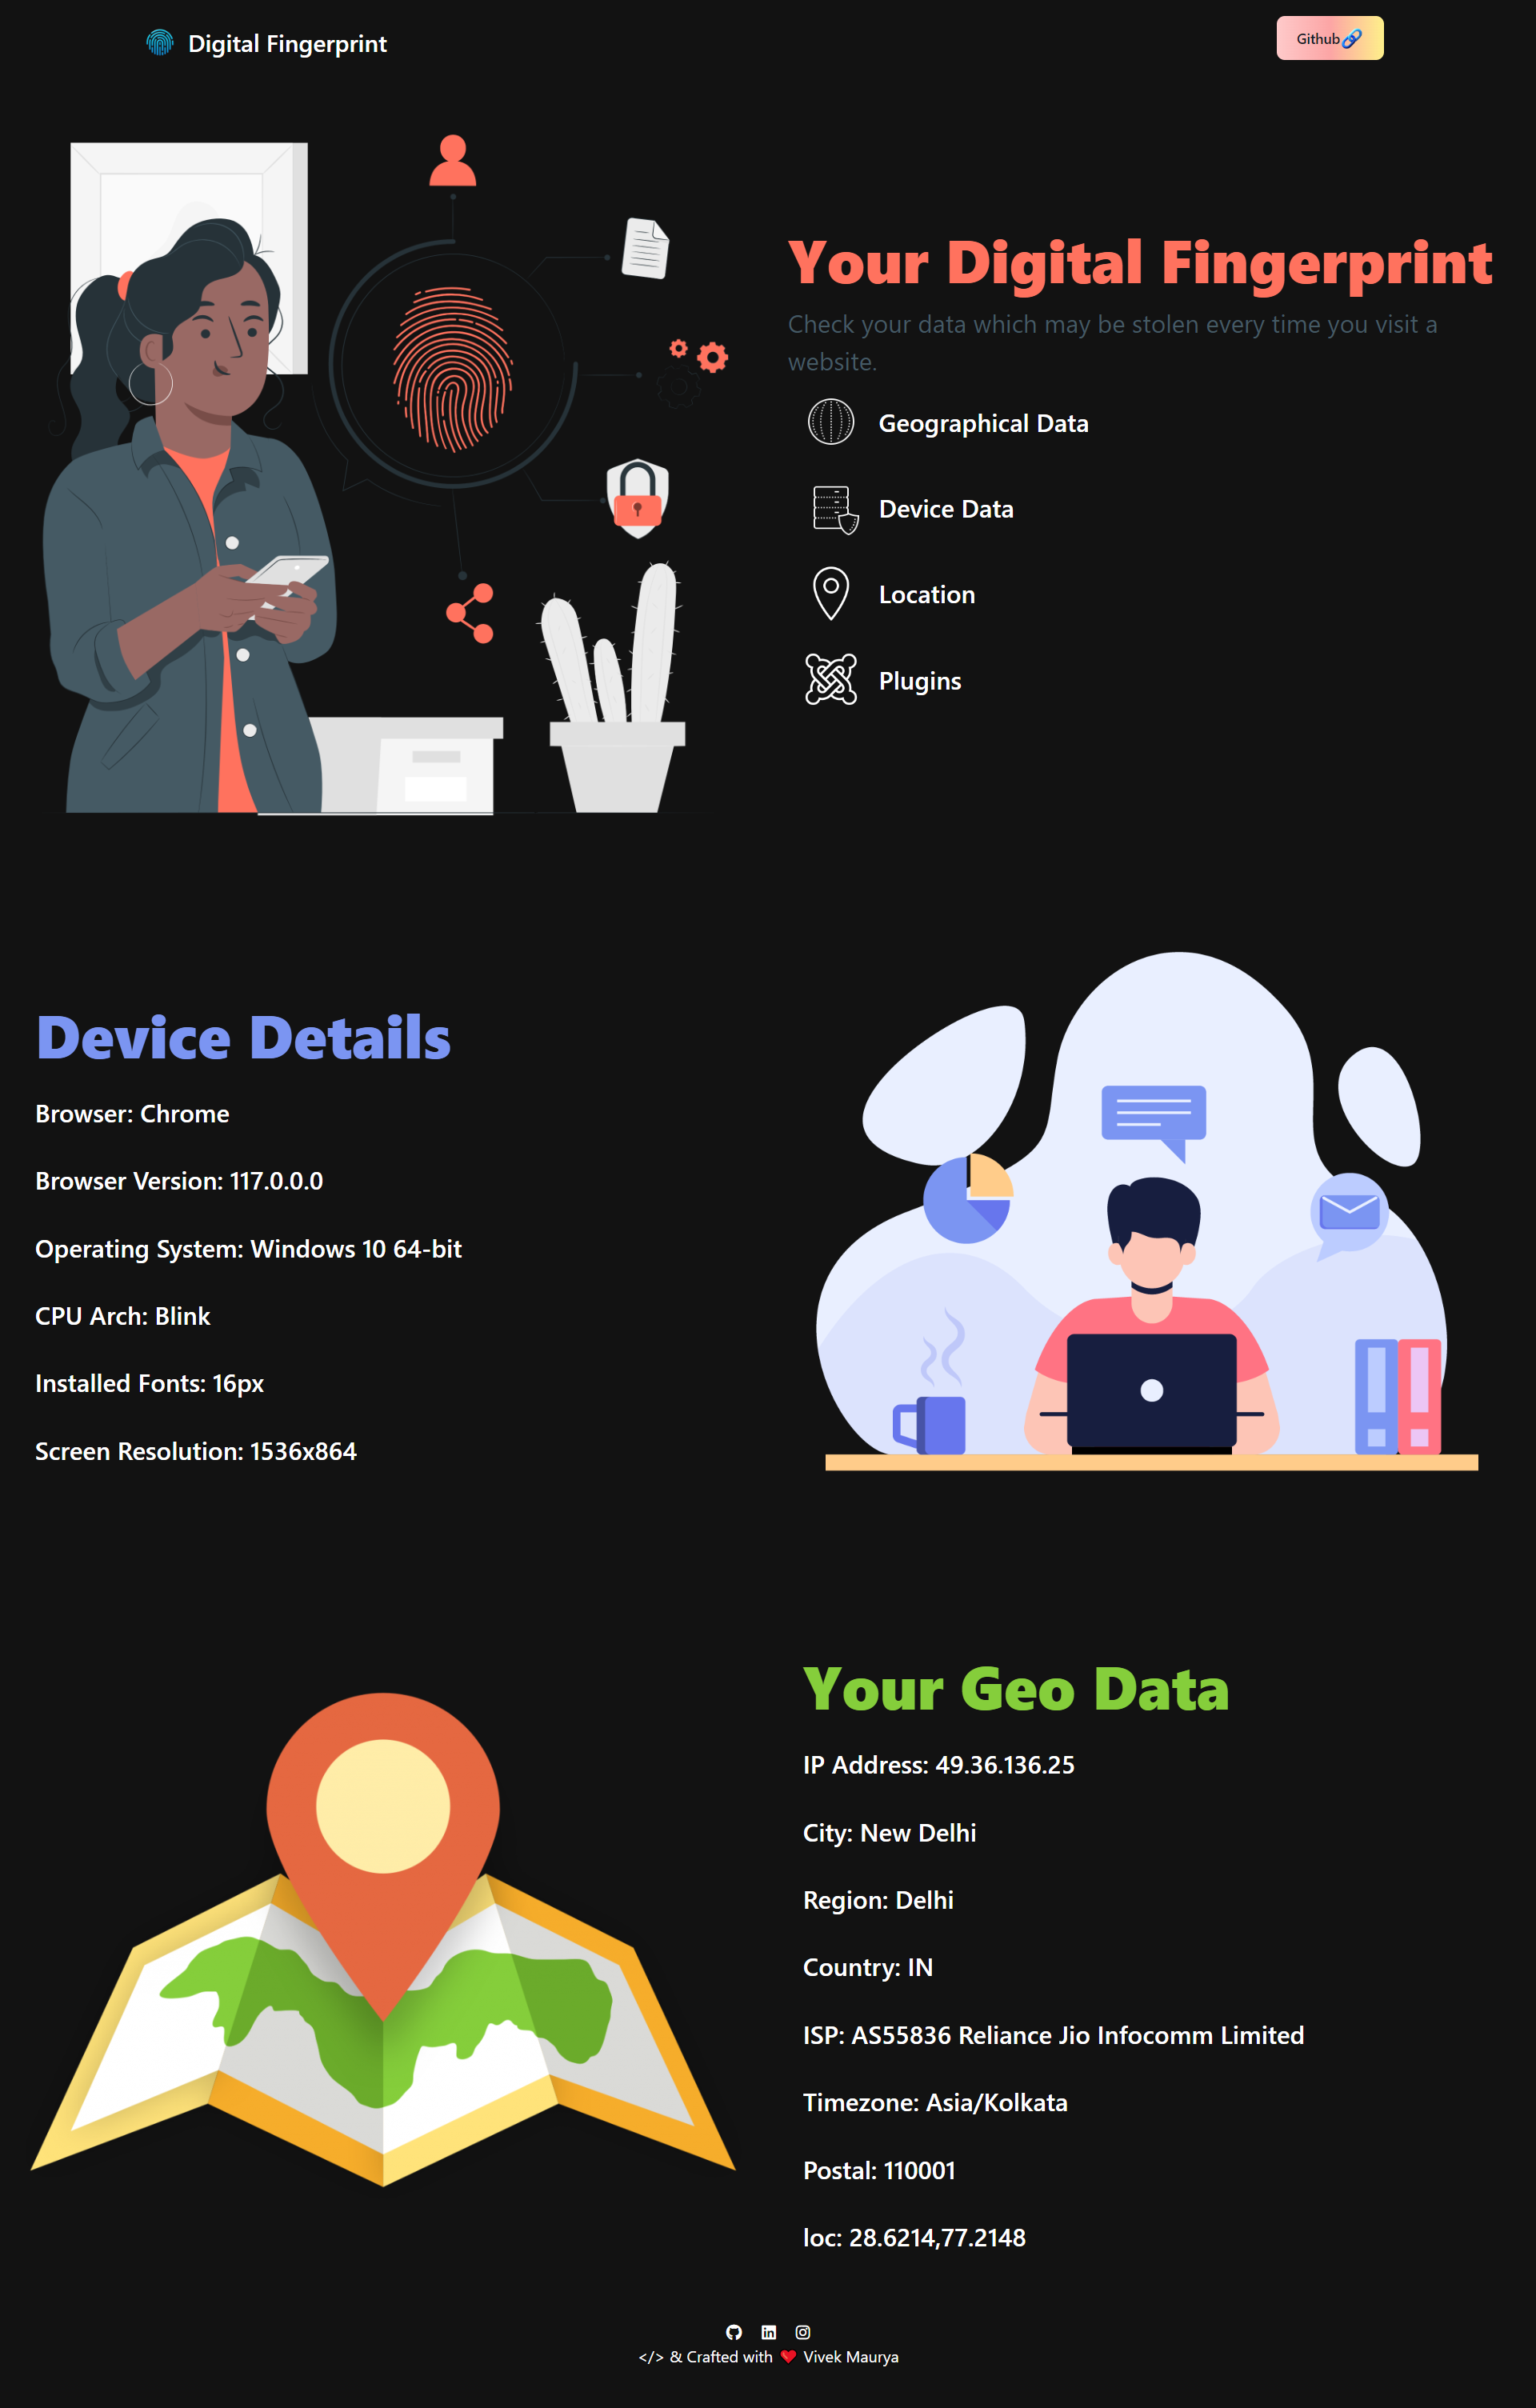 Digital Fingerprint
Github🔗
Your Digital Fingerprint
Check your data which may be stolen every time you visit a
website.
Geographical Data
Device Data
Location
Plugins
Device Details
Browser: Chrome
Browser Version: 117.0.0.0
Operating System: Windows 10 64-bit
CPU Arch: Blink
Installed Fonts: 16px
Screen Resolution: 1536x864
Your Geo Data
IP Address: 49.36.136.25
City: New Delhi
Region: Delhi
Country: IN
ISP: AS55836 Reliance Jio Infocomm Limited
Timezone: Asia/Kolkata
Postal: 110001
loc: 28.6214,77.2148
</> & Crafted with ❤️ Vivek Maurya